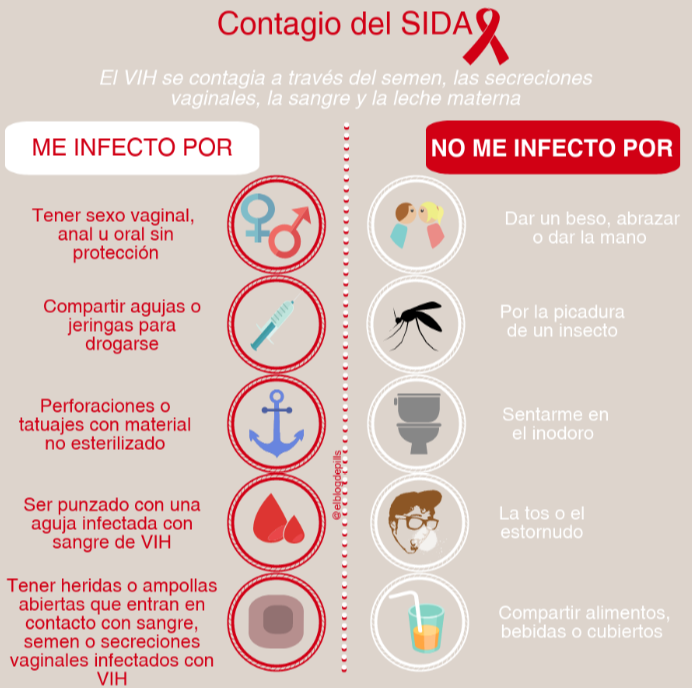 Contagio del SIDA
El VIH se contagia a través del semen, las secreciones
vaginales, la sangre y la leche materna
ME INFECTO POR
Tener sexo vaginal,
anal u oral sin
protección
Compartir agujas o
jeringas para
drogarse
Perforaciones o
tatuajes con material
no esterilizado
Ser punzado con una
aguja infectada con
sangre de VIH
Tener heridas o ampollas
abiertas que entran en
contacto con sangre,
semen o secreciones
vaginales infectados con
VIH
@elblogdepills
NO ME INFECTO POR
Dar un beso, abrazar
o dar la mano
Por la picadura
de un insecto
Sentarme en
el inodoro
La tos o el
estornudo
Compartir alimentos,
bebidas o cubiertos